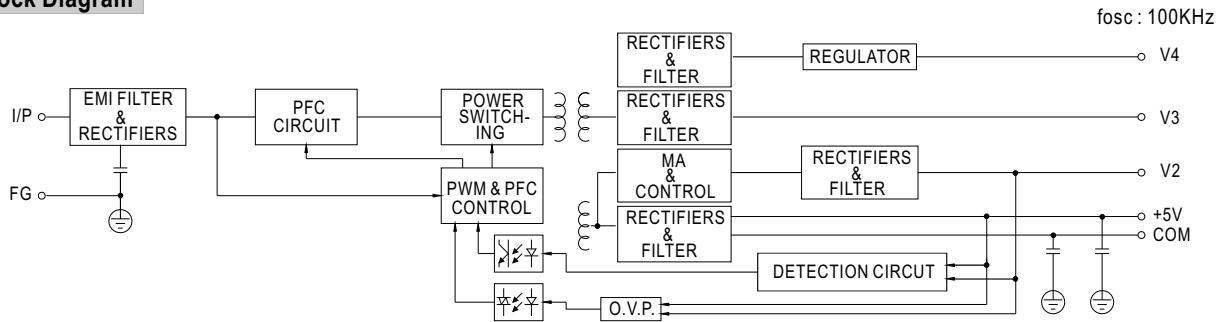 ock Diagram
fosc : 100KHz
RECTIFIERS
&
FILTER
REGULATOR
V4
I/P
EMI FILTER
&
RECTIFIERS
PFC
CIRCUIT
POWER
SWITCH-
ING
RECTIFIERS
&
FILTER
V3
FG
PWM & PFC
CONTROL
MA
&
CONTROL
RECTIFIERS
&
FILTER
V2
RECTIFIERS
&
FILTER
+5V
COM
DETECTION CIRCUT
O.V.P.